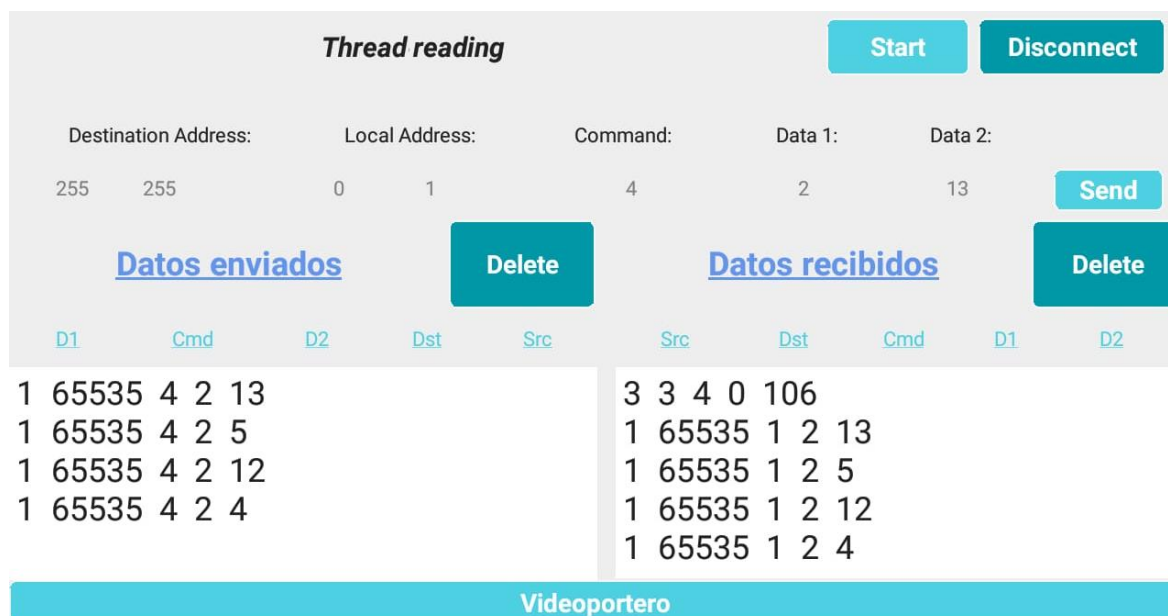 Thread reading Start Disconnect
Destination Address: Local Address: Command: Data 1: Data 2:
255 255 0 1 4 2 13 Send
Datos enviados Delete Datos recibidos Delete
D1 Cmd D2 Dst Src Src Dst Cmd D1 D2
1 65535 4 2 13
1 65535 4 2 5
1 65535 4 2 12
1 65535 4 2 4
3 3 4 0 106
1 65535 1 2 13
1 65535 1 2 5
1 65535 1 2 12
1 65535 1 2 4
Videoportero